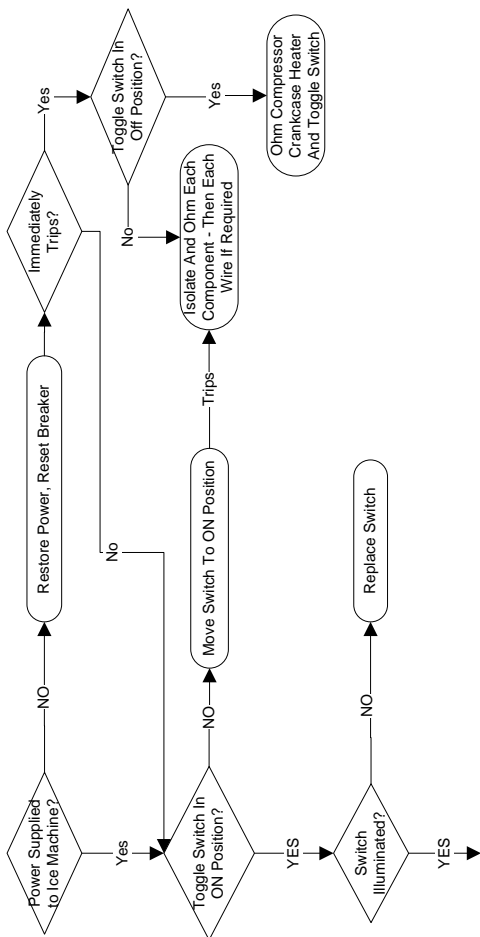 Power Supplied
to Ice Machine?
NO
Restore Power, Reset Breaker
Immediately
Trips?
Yes
Toggle Switch In
Off Position?
Yes
Ohm Compressor
Crankcase Heater
And Toggle Switch
No
Isolate And Ohm Each
Component - Then Each
Wire If Required
No
Yes
Toggle Switch In
ON Position?
NO
Move Switch To ON Position
Trips
YES
Switch
Illuminated?
NO
Replace Switch
YES